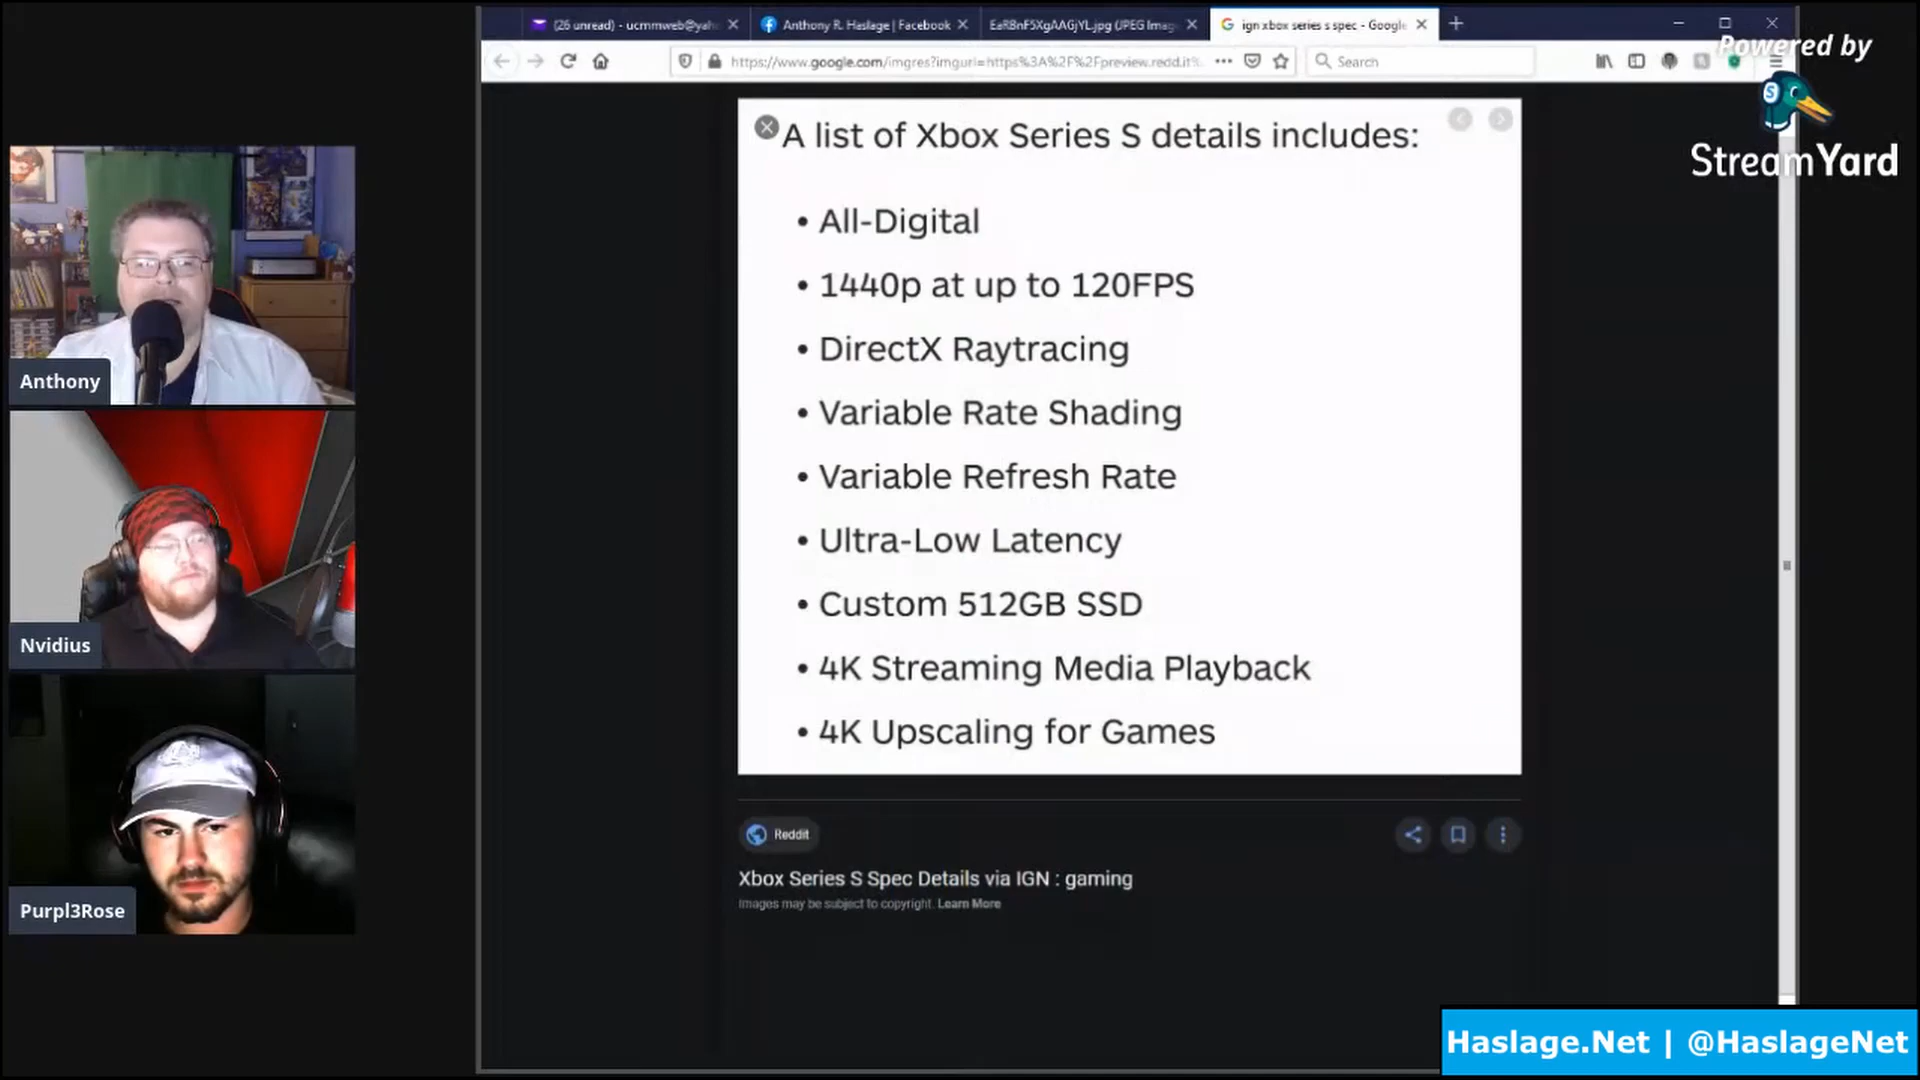 (26 unread) - ucmmweb@yah
Anthony R. Haslage | Facebook
EaRBnF5XgAAGjYL.jpg (JPEG Imag
ign xbox series s spec - Google
https://www.google.com/imgres?imgurl=https%3A%2F%2Fpreview.redd.it%
Search
Powered by
StreamYard
A list of Xbox Series S details includes:
• All-Digital
• 1440p at up to 120FPS
• DirectX Raytracing
• Variable Rate Shading
• Variable Refresh Rate
• Ultra-Low Latency
• Custom 512GB SSD
• 4K Streaming Media Playback
• 4K Upscaling for Games
Reddit
Xbox Series S Spec Details via IGN : gaming
Images may be subject to copyright. Learn More
Anthony
Nvidius
Purpl3Rose
Haslage.Net | @HaslageNet